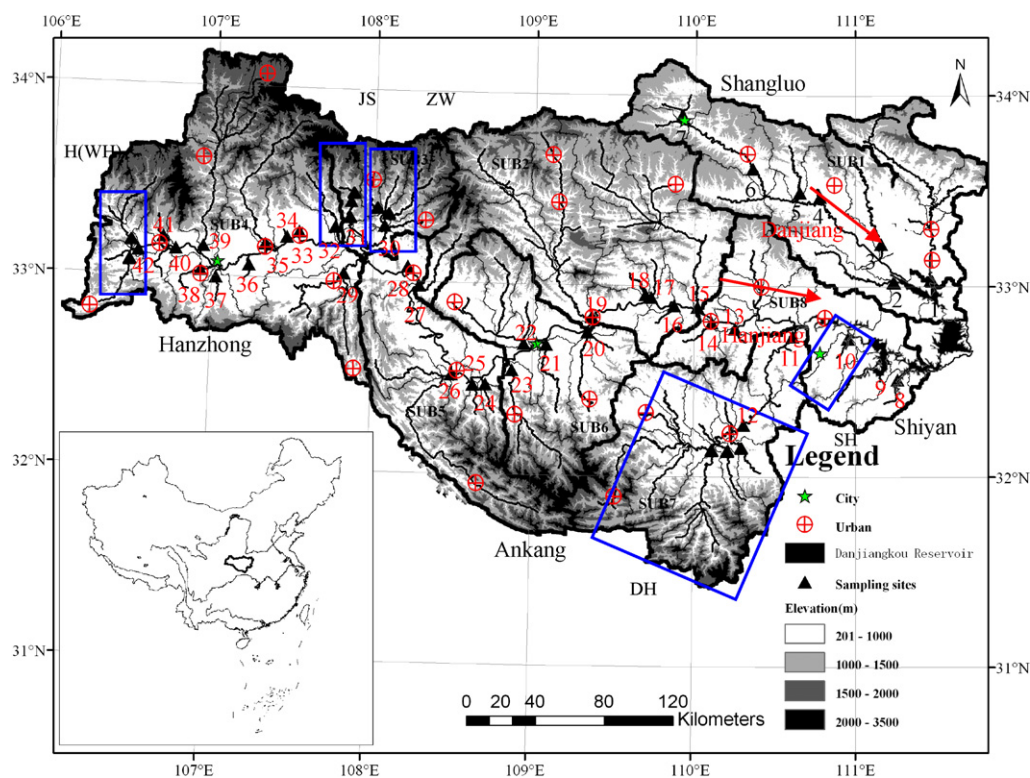 106°E 107°E 108°E 109°E 110°E 111°E
34°N 34°N
N
Shangluo
JS ZW
H(WH)
SUB3 SUB2 SUB1
7
6
5 4
Danjiang
41 SUB4 34
42 40 39 35 33 32 31 30
38 37 36
33°N 33°N
29 28 27
18 17 19 16 15
SUB8
14 13 Hanjiang
2 1
11 10 9 8
Hanzhong
22 21 20
25 26 24 23
SUB5 SUB6
12
SH Shiyan
32°N 32°N
SUB7
Ankang
DH
31°N 31°N
Legend
City
Urban
Danjiangkou Reservoir
Sampling sites
Elevation(m)
201 - 1000
1000 - 1500
1500 - 2000
2000 - 3500
0 20 40 80 120
Kilometers
107°E 108°E 109°E 110°E 111°E